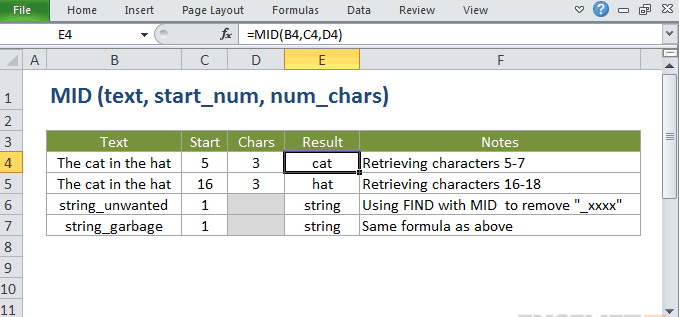 File Home Insert Page Layout Formulas Data Review View
E4 fx =MID(B4,C4,D4)
A B C D E F
1 MID (text, start_num, num_chars)
2
3 Text Start Chars Result Notes
4 The cat in the hat 5 3 cat Retrieving characters 5-7
5 The cat in the hat 16 3 hat Retrieving characters 16-18
6 string_unwanted 1 string Using FIND with MID to remove "_xxxx"
7 string_garbage 1 string Same formula as above
8
9
10
11